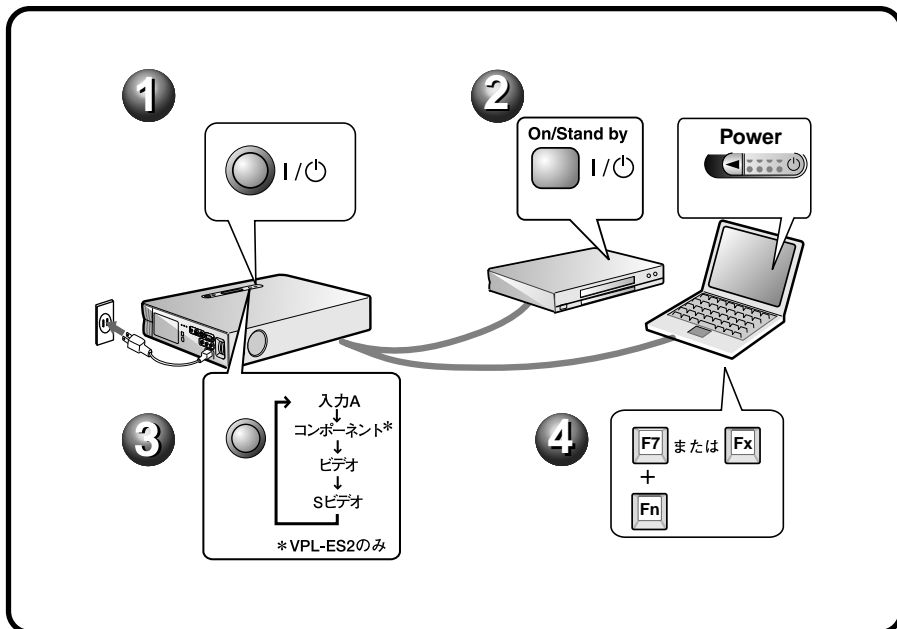 1
I/⏻
2
On/Stand by
I/⏻
Power
3
入力A
コンポーネント*
ビデオ
Sビデオ
*VPL-ES2のみ
4
F7 または Fx
+
Fn